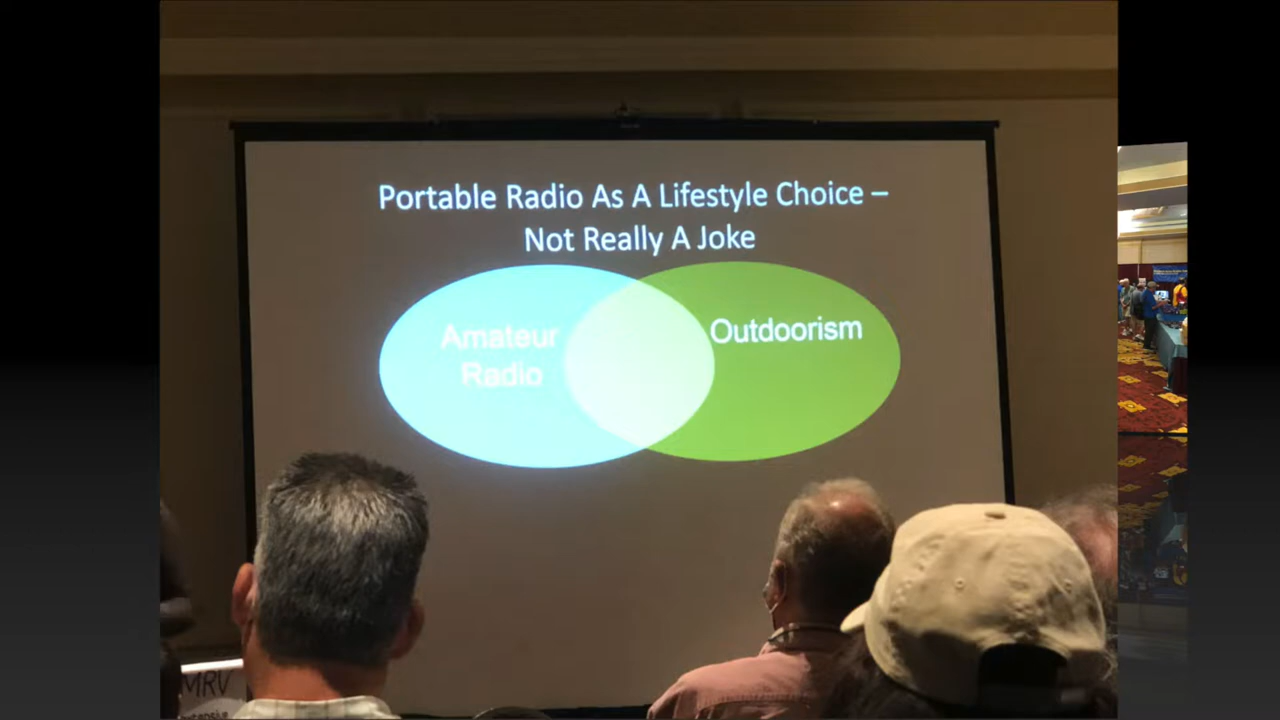 Portable Radio As A Lifestyle Choice –
Not Really A Joke
Amateur
Radio
Outdoorism
MRV